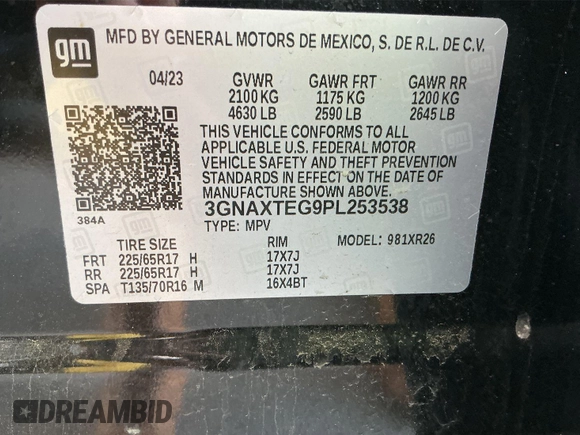 gm
MFD BY GENERAL MOTORS DE MEXICO, S. DE R.L. DE C.V.
04/23 GVWR GAWR FRT GAWR RR
2100 KG 1175 KG 1200 KG
4630 LB 2590 LB 2645 LB
THIS VEHICLE CONFORMS TO ALL
APPLICABLE U.S. FEDERAL MOTOR
VEHICLE SAFETY AND THEFT PREVENTION
STANDARDS IN EFFECT ON THE DATE OF
MANUFACTURE SHOWN ABOVE.
384A
3GNAXTEG9PL253538
TYPE: MPV
TIRE SIZE RIM MODEL: 981XR26
FRT 225/65R17 H 17X7J
RR 225/65R17 H 17X7J
SPA T135/70R16 M 16X4BT
DREAMBID